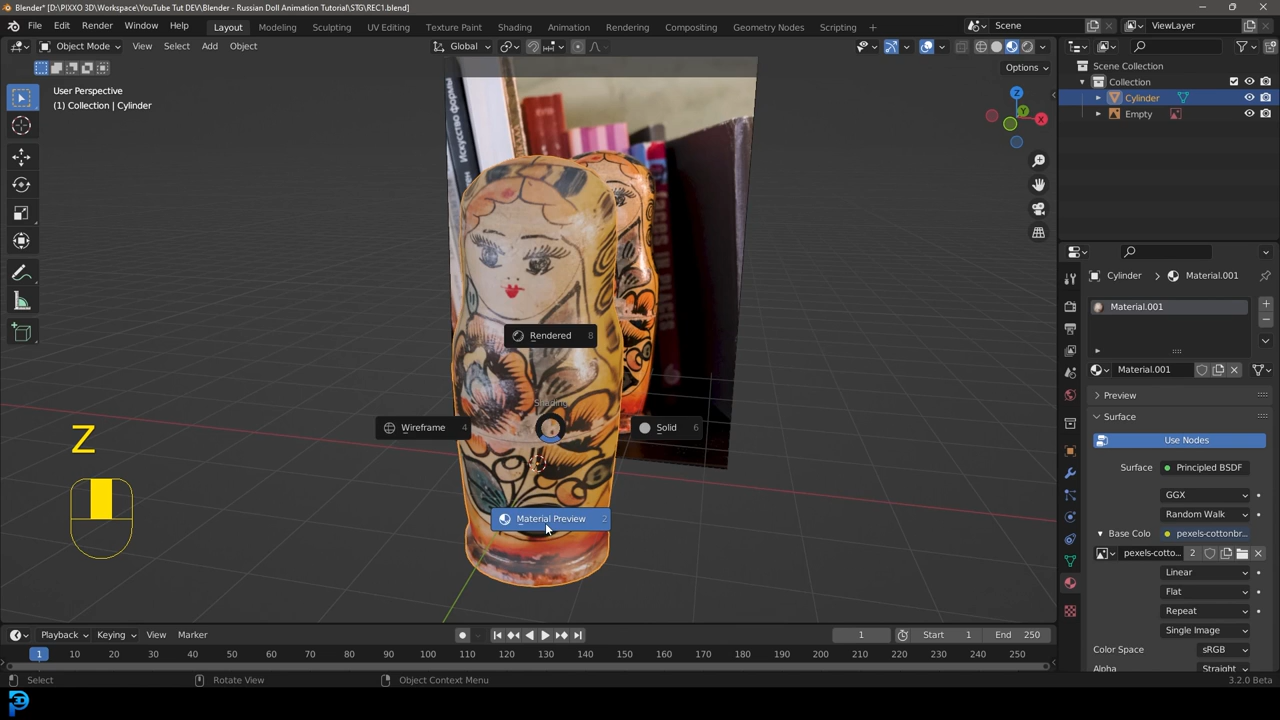 Blender* [D:\PIXXO 3D\Workspace\YouTube Tut DEV\Blender - Russian Doll Animation Tutorial\STG\REC1.blend]
File Edit Render Window Help Layout Modeling Sculpting UV Editing Texture Paint Shading Animation Rendering Compositing Geometry Nodes Scripting Scene ViewLayer
Object Mode View Select Add Object Global
Options
User Perspective
(1) Collection | Cylinder
Z
X
Y
Искусство формы
Scene Collection
Collection
Cylinder
Empty
Rendered 8
Shading
Wireframe 4
Solid 6
Material Preview 2
Z
Cylinder Material.001
Material.001
Material.001
Preview
Surface
Use Nodes
Surface Principled BSDF
GGX
Random Walk
Base Colo pexels-cottonbr...
pexels-cotto... 2
Linear
Flat
Repeat
Single Image
Color Space sRGB
Alpha Straight
Playback Keying View Marker 1 Start 1 End 250
1 10 20 30 40 50 60 70 80 90 100 110 120 130 140 150 160 170 180 190 200 210 220 230 240 250
Select Rotate View Object Context Menu 3.2.0 Beta